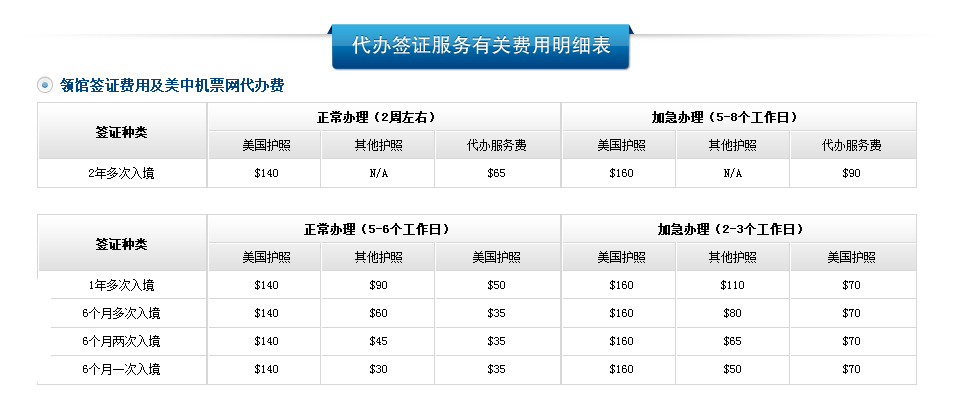 代办签证服务有关费用明细表
领馆签证费用及美中机票网代办费
签证种类 正常办理（2周左右） 加急办理（5-8个工作日）
美国护照 其他护照 代办服务费 美国护照 其他护照 代办服务费
2年多次入境 $140 N/A $65 $160 N/A $90
签证种类 正常办理（5-6个工作日） 加急办理（2-3个工作日）
美国护照 其他护照 美国护照 美国护照 其他护照 美国护照
1年多次入境 $140 $90 $50 $160 $110 $70
6个月多次入境 $140 $60 $35 $160 $80 $70
6个月两次入境 $140 $45 $35 $160 $65 $70
6个月一次入境 $140 $30 $35 $160 $50 $70